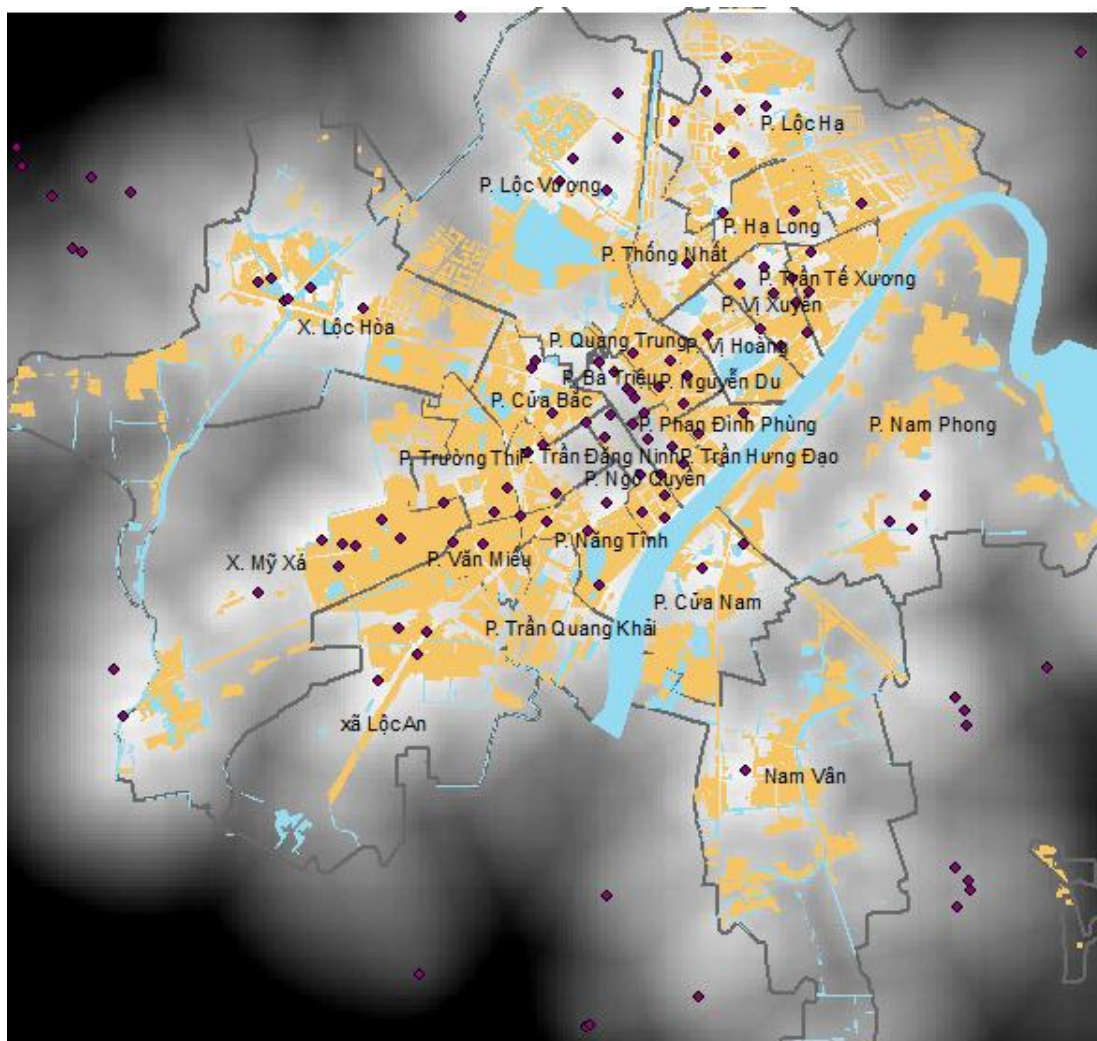 P. Lộc Hạ
P. Lộc Vượng
P. Hạ Long
P. Thống Nhất
P. Trần Tế Xương
P. Vị Xuyên
X. Lộc Hòa
P. Quang Trung
P. Vị Hoàng
P. Bà Triệu
P. Nguyễn Du
P. Cửa Bắc
P. Phan Đình Phùng
P. Nam Phong
P. Trường Thi
P. Trần Đăng Ninh
P. Trần Hưng Đạo
P. Ngô Quyền
P. Năng Tĩnh
X. Mỹ Xá
P. Văn Miếu
P. Cửa Nam
P. Trần Quang Khải
xã Lộc An
Nam Vân